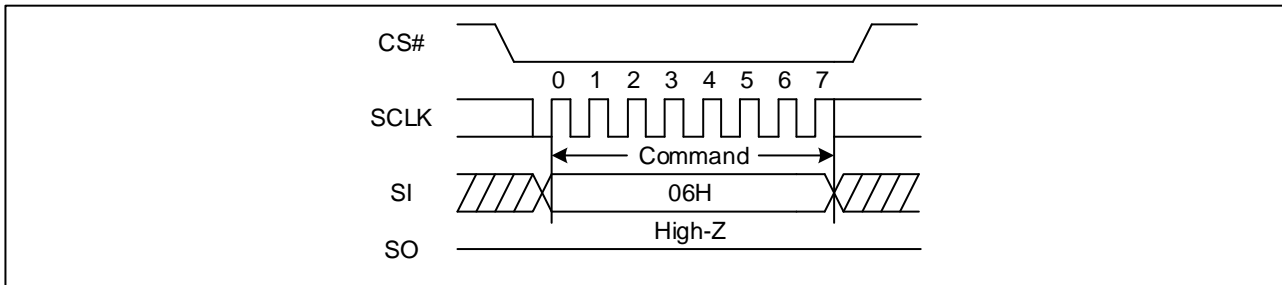 CS#
0 1 2 3 4 5 6 7
SCLK
Command
SI
06H
High-Z
SO